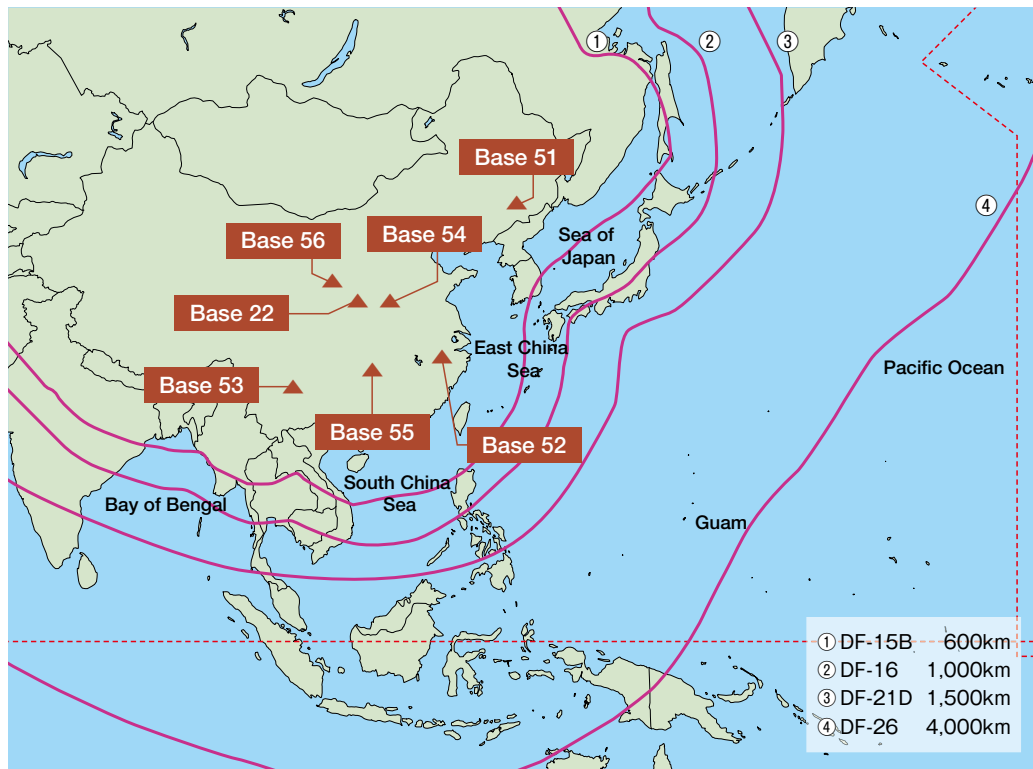 ① ② ③
Base 51
Base 56
Base 54
④
Sea of
Japan
Base 22
East China
Sea
Pacific Ocean
Base 53
Base 55
Base 52
South China
Sea
Bay of Bengal
Guam
① DF-15B 600km
② DF-16 1,000km
③ DF-21D 1,500km
④ DF-26 4,000km